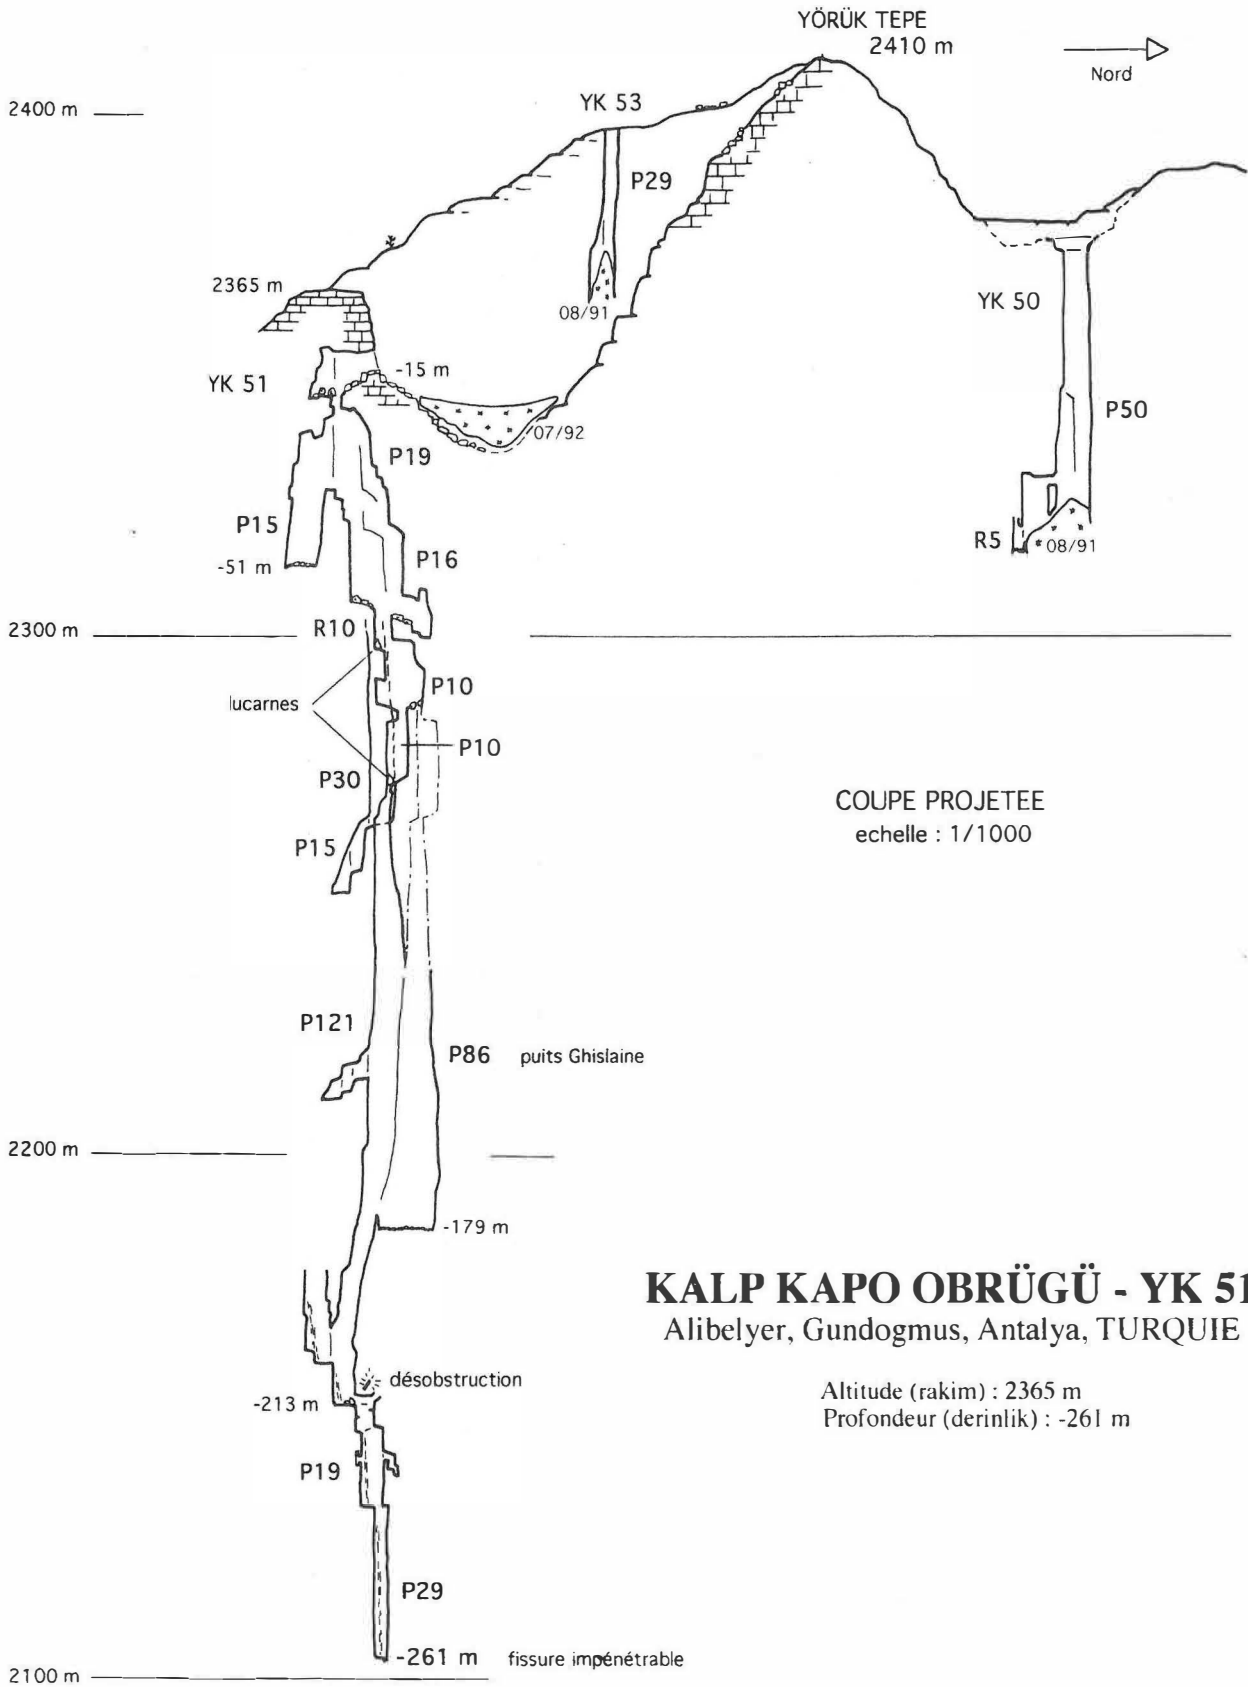 YÖRÜK TEPE
2410 m
Nord
2400 m
YK 53
P29
2365 m
08/91
YK 50
YK 51
-15 m
07/92
P50
P19
P15
-51 m
P16
R5
08/91
2300 m
R10
lucarnes
P10
P10
P30
COUPE PROJETEE
echelle : 1/1000
P15
P121
P86
puits Ghislaine
2200 m
-179 m
KALP KAPO OBRÜGÜ - YK 51
Alibelyer, Gundogmus, Antalya, TURQUIE
désobstruction
-213 m
Altitude (rakim) : 2365 m
Profondeur (derinlik) : -261 m
P19
P29
-261 m
fissure impénétrable
2100 m